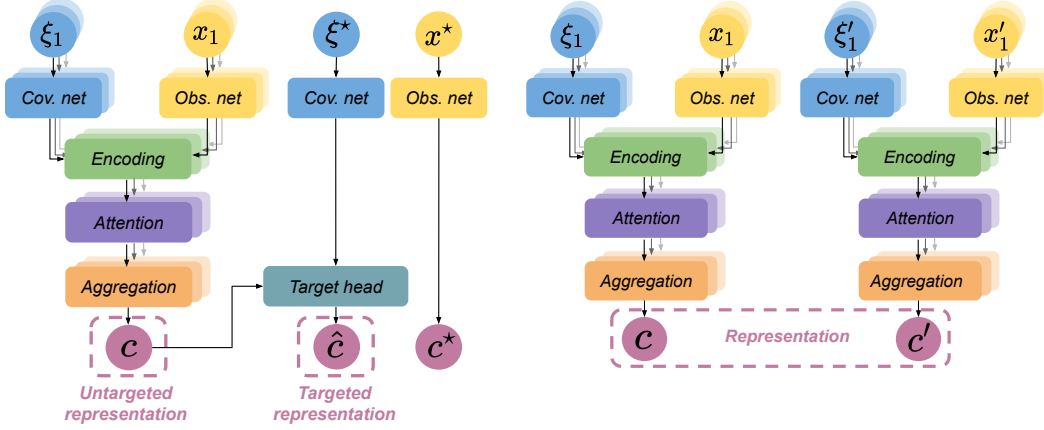 ξ₁ x₁ ξ* x* ξ₁ x₁ ξ′₁ x′₁
Cov. net Obs. net Cov. net Obs. net Cov. net Obs. net Cov. net Obs. net
Encoding Encoding Encoding
Attention Attention Attention
Aggregation Target head Aggregation Aggregation
c ĉ c* c Representation c′
Untargeted Targeted
representation representation